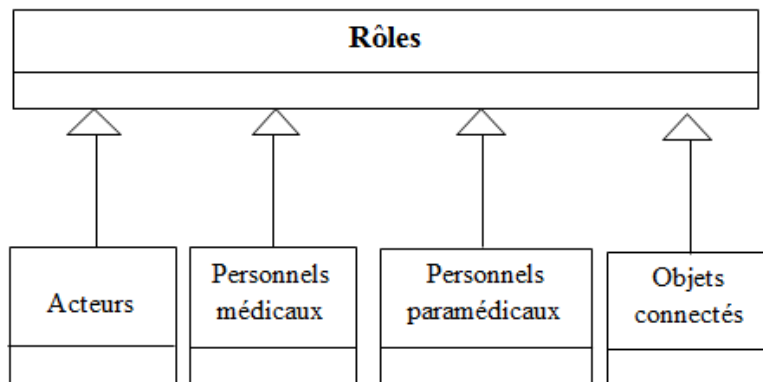 Rôles
Acteurs
Personnels
médicaux
Personnels
paramédicaux
Objets
connectés